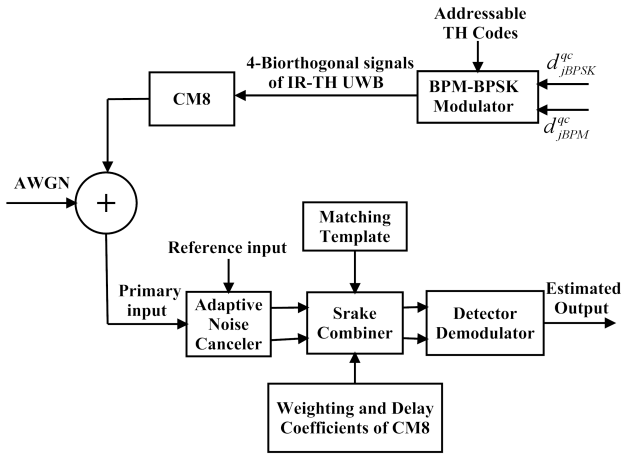 Addressable
TH Codes
4-Biorthogonal signals
of IR-TH UWB
CM8
BPM-BPSK
Modulator
d_{jBPSK}^{qc}
d_{jBPM}^{qc}
AWGN
+
Matching
Template
Reference input
Primary
input
Adaptive
Noise
Canceler
Srake
Combiner
Detector
Demodulator
Estimated
Output
Weighting and Delay
Coefficients of CM8